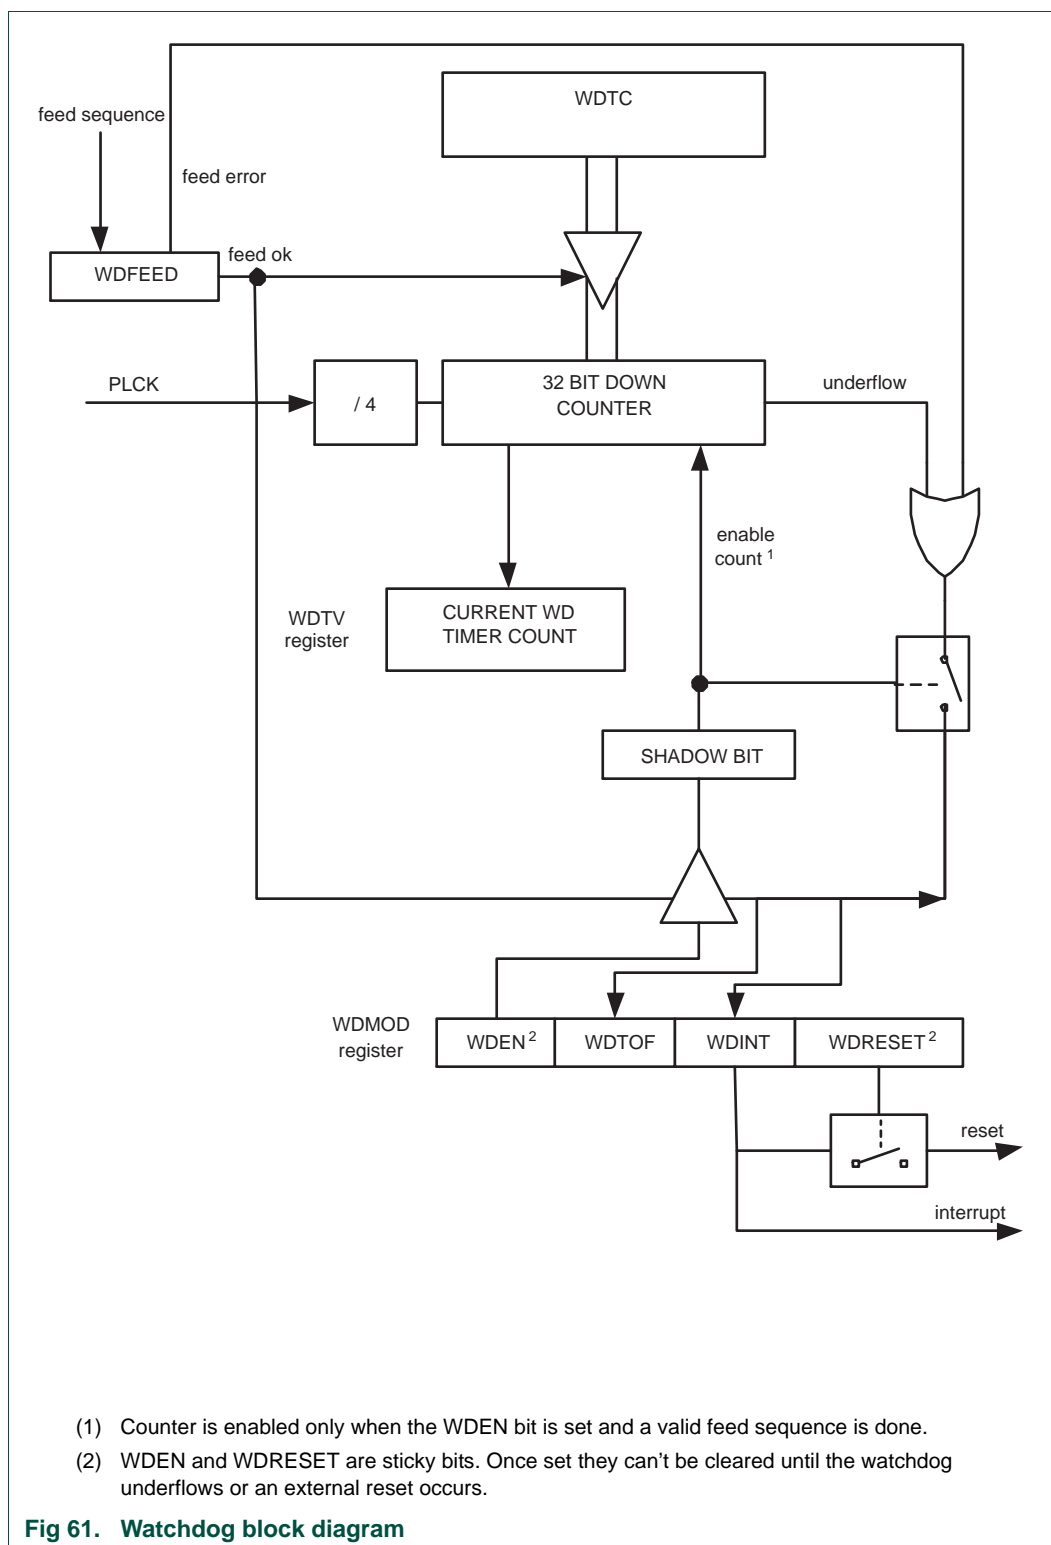 WDTC
feed sequence
feed error
feed ok
WDFEED
PLCK
/ 4
32 BIT DOWN
COUNTER
underflow
enable
count 1
WDTV
register
CURRENT WD
TIMER COUNT
SHADOW BIT
WDMOD
register
WDEN 2
WDTOF
WDINT
WDRESET 2
reset
interrupt
(1) Counter is enabled only when the WDEN bit is set and a valid feed sequence is done.
(2) WDEN and WDRESET are sticky bits. Once set they can't be cleared until the watchdog
underflows or an external reset occurs.
Fig 61. Watchdog block diagram